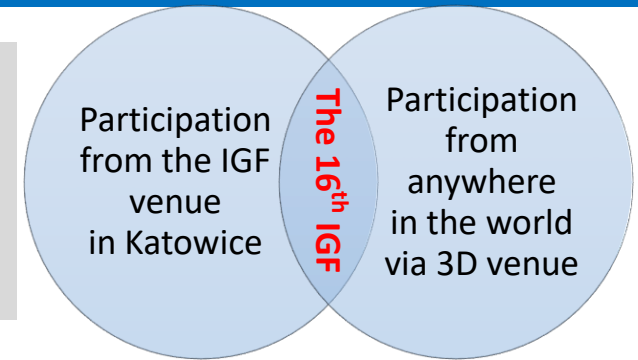 Participation
from the IGF
venue
in Katowice
The 16th IGF
Participation
from
anywhere
in the world
via 3D venue